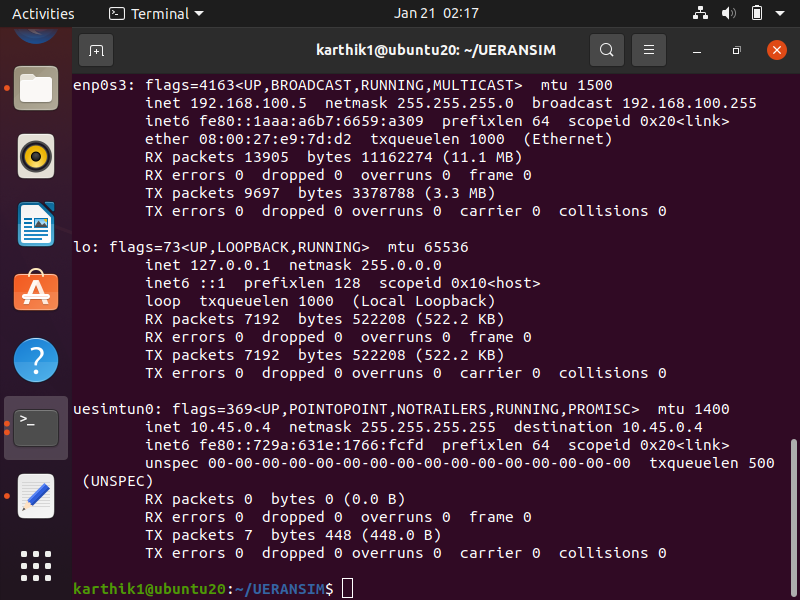 Activities Terminal Jan 21 02:17
karthik1@ubuntu20: ~/UERANSIM
enp0s3: flags=4163<UP,BROADCAST,RUNNING,MULTICAST>  mtu 1500
        inet 192.168.100.5  netmask 255.255.255.0  broadcast 192.168.100.255
        inet6 fe80::1aaa:a6b7:6659:a309  prefixlen 64  scopeid 0x20<link>
        ether 08:00:27:e9:7d:d2  txqueuelen 1000  (Ethernet)
        RX packets 13905  bytes 11162274 (11.1 MB)
        RX errors 0  dropped 0  overruns 0  frame 0
        TX packets 9697  bytes 3378788 (3.3 MB)
        TX errors 0  dropped 0 overruns 0  carrier 0  collisions 0
lo: flags=73<UP,LOOPBACK,RUNNING>  mtu 65536
        inet 127.0.0.1  netmask 255.0.0.0
        inet6 ::1  prefixlen 128  scopeid 0x10<host>
        loop  txqueuelen 1000  (Local Loopback)
        RX packets 7192  bytes 522208 (522.2 KB)
        RX errors 0  dropped 0  overruns 0  frame 0
        TX packets 7192  bytes 522208 (522.2 KB)
        TX errors 0  dropped 0 overruns 0  carrier 0  collisions 0
uesimtun0: flags=369<UP,POINTOPOINT,NOTRAILERS,RUNNING,PROMISC>  mtu 1400
        inet 10.45.0.4  netmask 255.255.255.255  destination 10.45.0.4
        inet6 fe80::729a:631e:1766:fcfd  prefixlen 64  scopeid 0x20<link>
        unspec 00-00-00-00-00-00-00-00-00-00-00-00-00-00-00-00  txqueuelen 500
 (UNSPEC)
        RX packets 0  bytes 0 (0.0 B)
        RX errors 0  dropped 0  overruns 0  frame 0
        TX packets 7  bytes 448 (448.0 B)
        TX errors 0  dropped 0 overruns 0  carrier 0  collisions 0
karthik1@ubuntu20:~/UERANSIM$